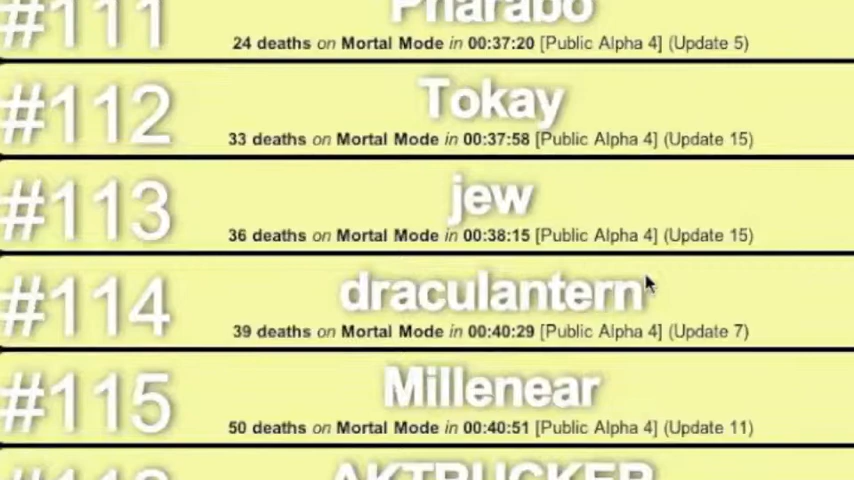 #111
Pharabo
24 deaths on Mortal Mode in 00:37:20 [Public Alpha 4] (Update 5)
#112
Tokay
33 deaths on Mortal Mode in 00:37:58 [Public Alpha 4] (Update 15)
#113
jew
36 deaths on Mortal Mode in 00:38:15 [Public Alpha 4] (Update 15)
#114
draculantern
39 deaths on Mortal Mode in 00:40:29 [Public Alpha 4] (Update 7)
#115
Millenear
50 deaths on Mortal Mode in 00:40:51 [Public Alpha 4] (Update 11)
AKTRUCKER